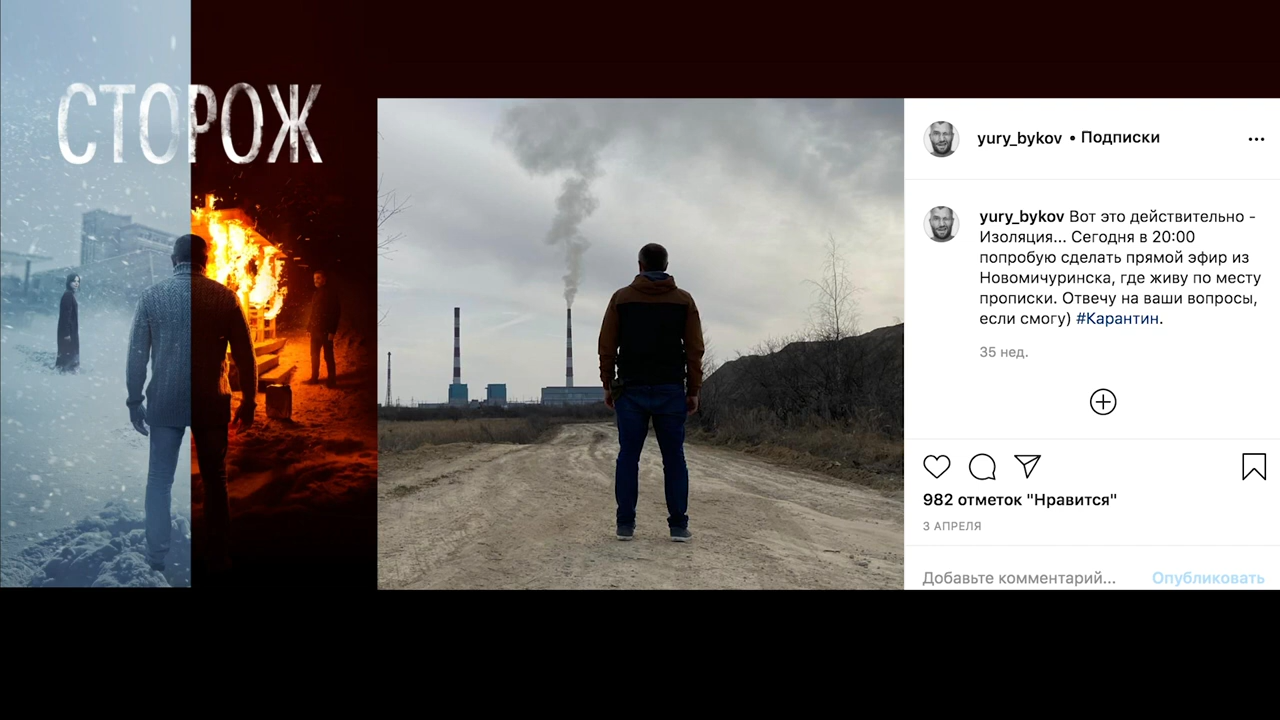 СТОРОЖ
yury_bykov • Подписки
yury_bykov Вот это действительно -
Изоляция... Сегодня в 20:00
попробую сделать прямой эфир из
Новомичуринска, где живу по месту
прописки. Отвечу на ваши вопросы,
если смогу) #Карантин.
35 нед.
982 отметок "Нравится"
3 АПРЕЛЯ
Добавьте комментарий...
Опубликовать